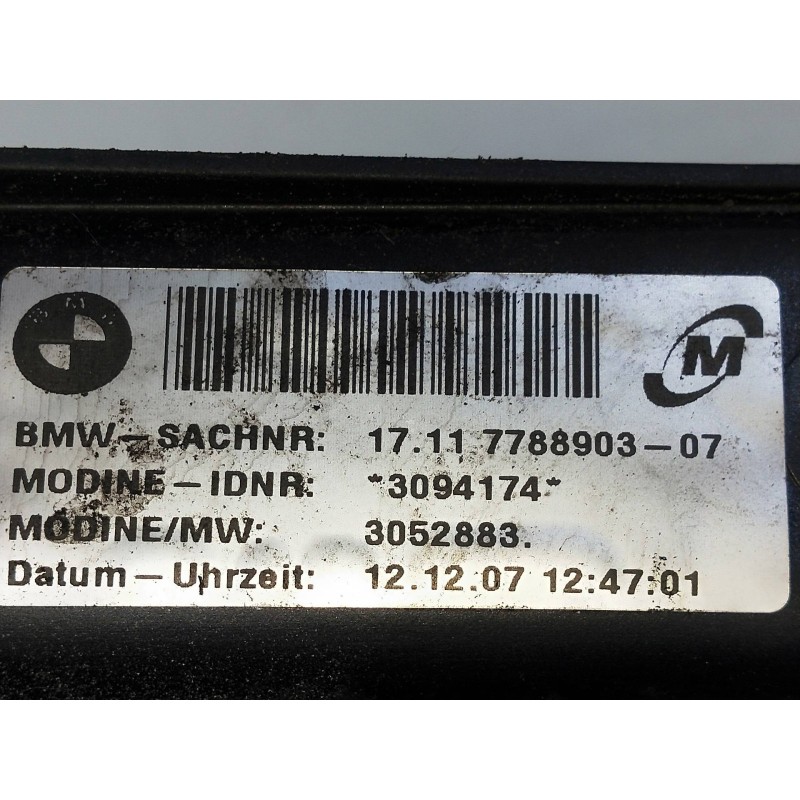 BMW
M
BMW-SACHNR: 17.11 7788903-07
MODINE-IDNR: *3094174*
MODINE/MW: 3052883.
Datum-Uhrzeit: 12.12.07 12:47:01